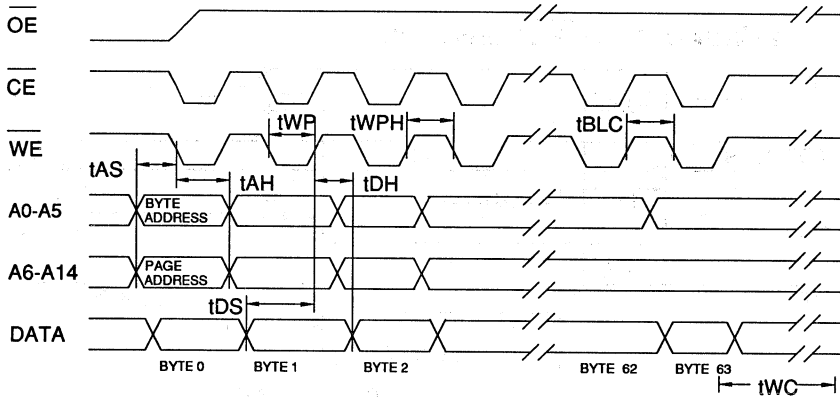 OE
CE
tWP tWPH tBLC
WE
tAS tAH tDH
A0-A5 BYTE ADDRESS
A6-A14 PAGE ADDRESS
tDS
DATA
BYTE 0 BYTE 1 BYTE 2 BYTE 62 BYTE 63
tWC